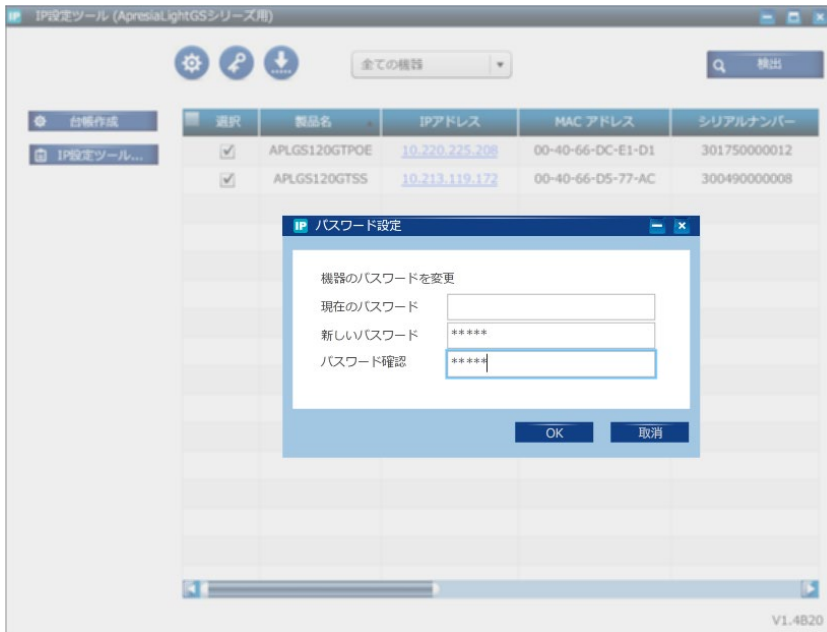 IP IP設定ツール (ApresiaLightGSシリーズ用)
全ての機器
検出
台帳作成
IP設定ツール...
選択 製品名 IPアドレス MAC アドレス シリアルナンバー
APLGS120GTPOE 10.220.225.208 00-40-66-DC-E1-D1 301750000012
APLGS120GTSS 10.213.119.172 00-40-66-D5-77-AC 300490000008
IP パスワード設定
機器のパスワードを変更
現在のパスワード
新しいパスワード *****
パスワード確認 *****
OK 取消
V1.4B20